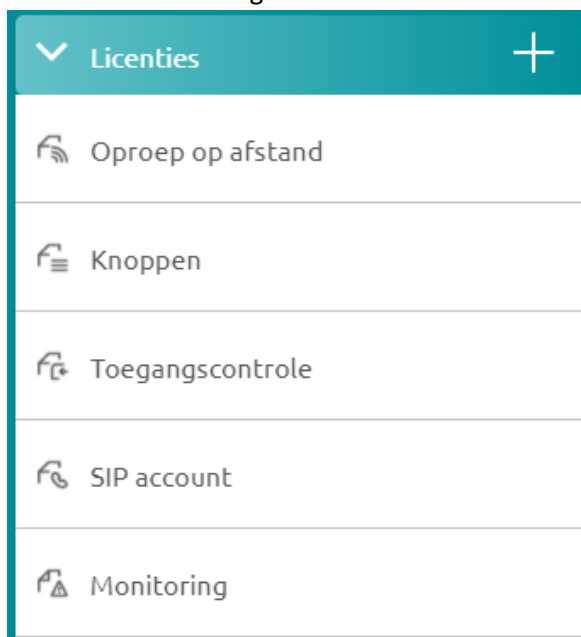 Licenties
Oproep op afstand
Knoppen
Toegangscontrole
SIP account
Monitoring